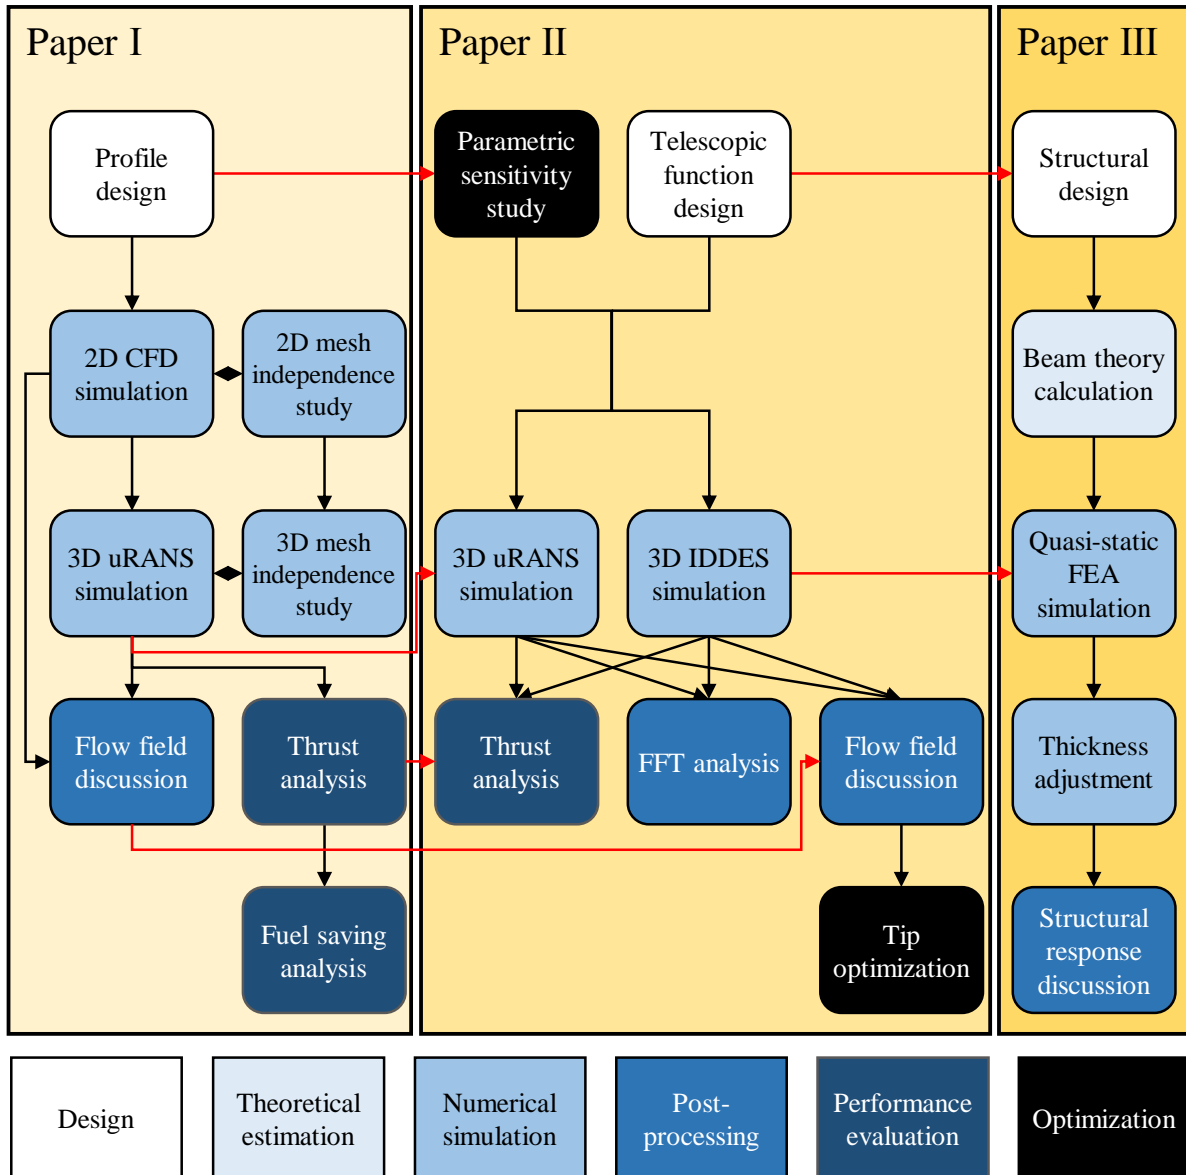 Paper I
Profile
design
2D CFD
simulation
2D mesh
independence
study
3D uRANS
simulation
3D mesh
independence
study
Flow field
discussion
Thrust
analysis
Fuel saving
analysis
Paper II
Parametric
sensitivity
study
Telescopic
function
design
3D uRANS
simulation
3D IDDES
simulation
Thrust
analysis
FFT analysis
Flow field
discussion
Tip
optimization
Paper III
Structural
design
Beam theory
calculation
Quasi-static
FEA
simulation
Thickness
adjustment
Structural
response
discussion
Design
Theoretical
estimation
Numerical
simulation
Post-
processing
Performance
evaluation
Optimization